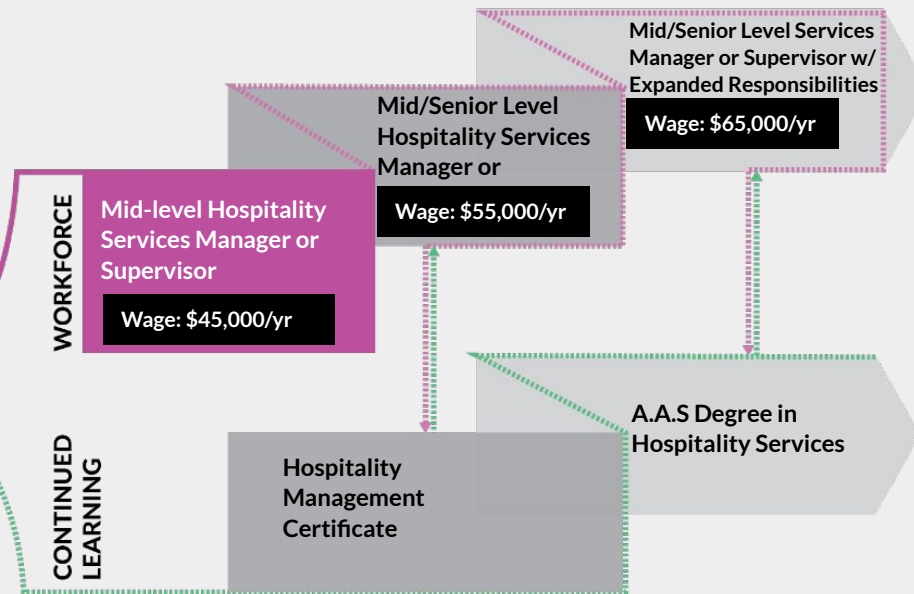 WORKFORCE
Mid-level Hospitality
Services Manager or
Supervisor
Wage: $45,000/yr
Mid/Senior Level
Hospitality Services
Manager or
Wage: $55,000/yr
Mid/Senior Level Services
Manager or Supervisor w/
Expanded Responsibilities
Wage: $65,000/yr
CONTINUED
LEARNING
Hospitality
Management
Certificate
A.A.S Degree in
Hospitality Services